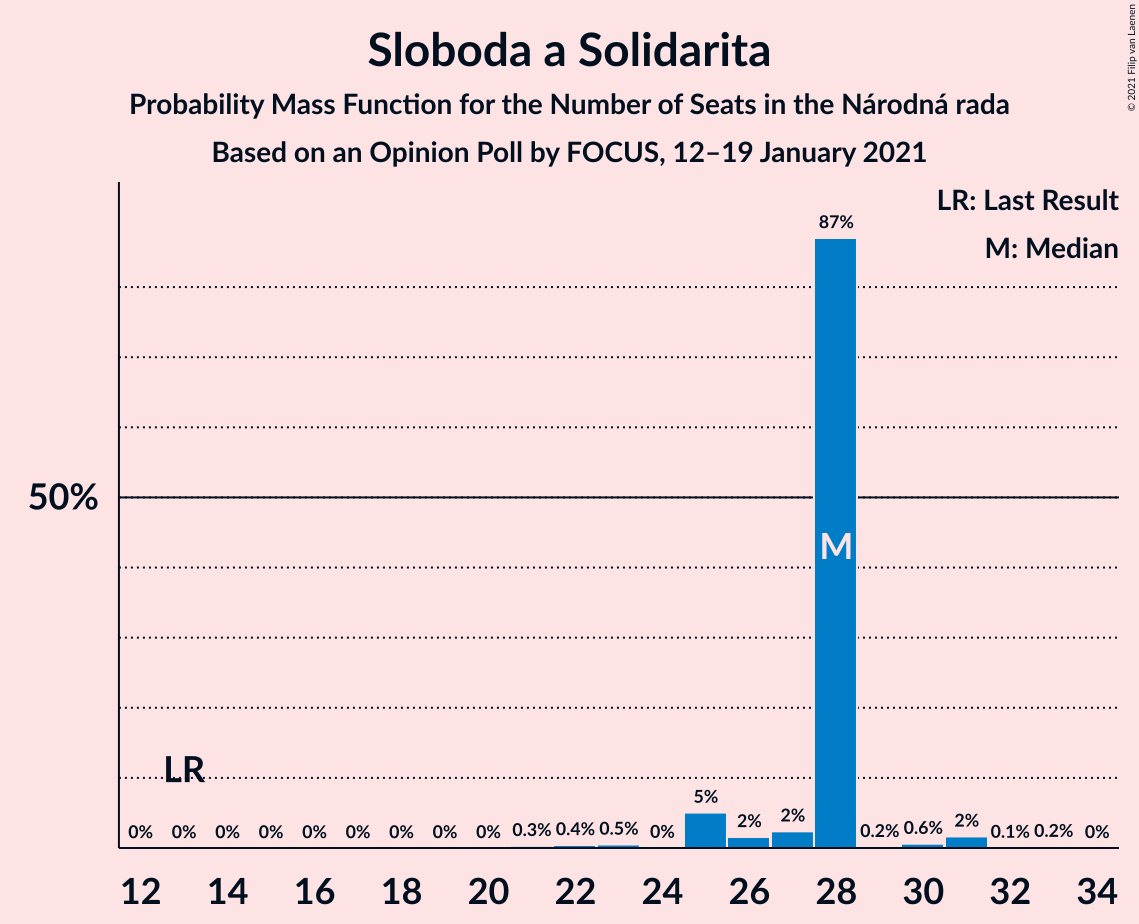 Sloboda a Solidarita
Probability Mass Function for the Number of Seats in the Národná rada
Based on an Opinion Poll by FOCUS, 12–19 January 2021
© 2021 Filip van Laenen
LR: Last Result
M: Median
87%
50%
M
LR
0% 0% 0% 0% 0% 0% 0% 0% 0% 0.3% 0.4% 0.5% 0% 5% 2% 2% 0.2% 0.6% 2% 0.1% 0.2% 0%
12 14 16 18 20 22 24 26 28 30 32 34